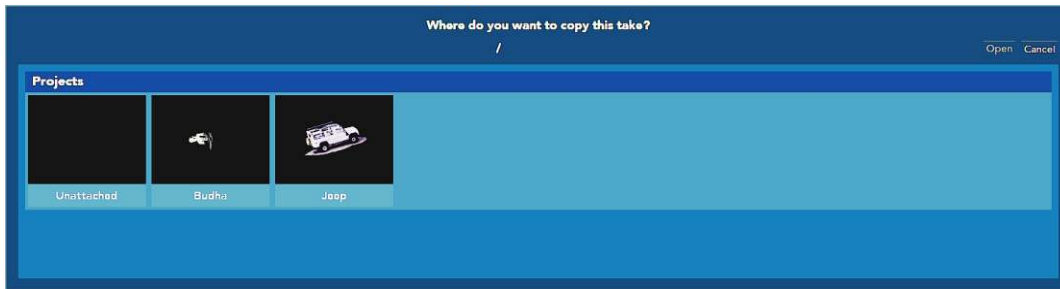 Where do you want to copy this take?
/
Open Cancel
Projects
Unattached Budha Jeep